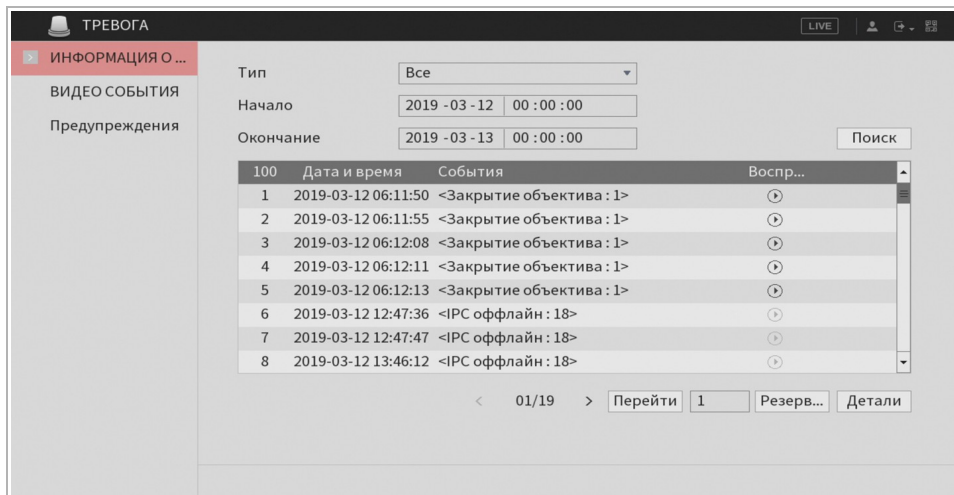 ТРЕВОГА LIVE
ИНФОРМАЦИЯ О ...
ВИДЕО СОБЫТИЯ
Предупреждения
Тип Все
Начало 2019 - 03 - 12 00 : 00 : 00
Окончание 2019 - 03 - 13 00 : 00 : 00 Поиск
100 Дата и время События Воспр...
1 2019-03-12 06:11:50 <Закрытие объектива : 1>
2 2019-03-12 06:11:55 <Закрытие объектива : 1>
3 2019-03-12 06:12:08 <Закрытие объектива : 1>
4 2019-03-12 06:12:11 <Закрытие объектива : 1>
5 2019-03-12 06:12:13 <Закрытие объектива : 1>
6 2019-03-12 12:47:36 <IPC оффлайн : 18>
7 2019-03-12 12:47:47 <IPC оффлайн : 18>
8 2019-03-12 13:46:12 <IPC оффлайн : 18>
< 01/19 > Перейти 1 Резерв... Детали